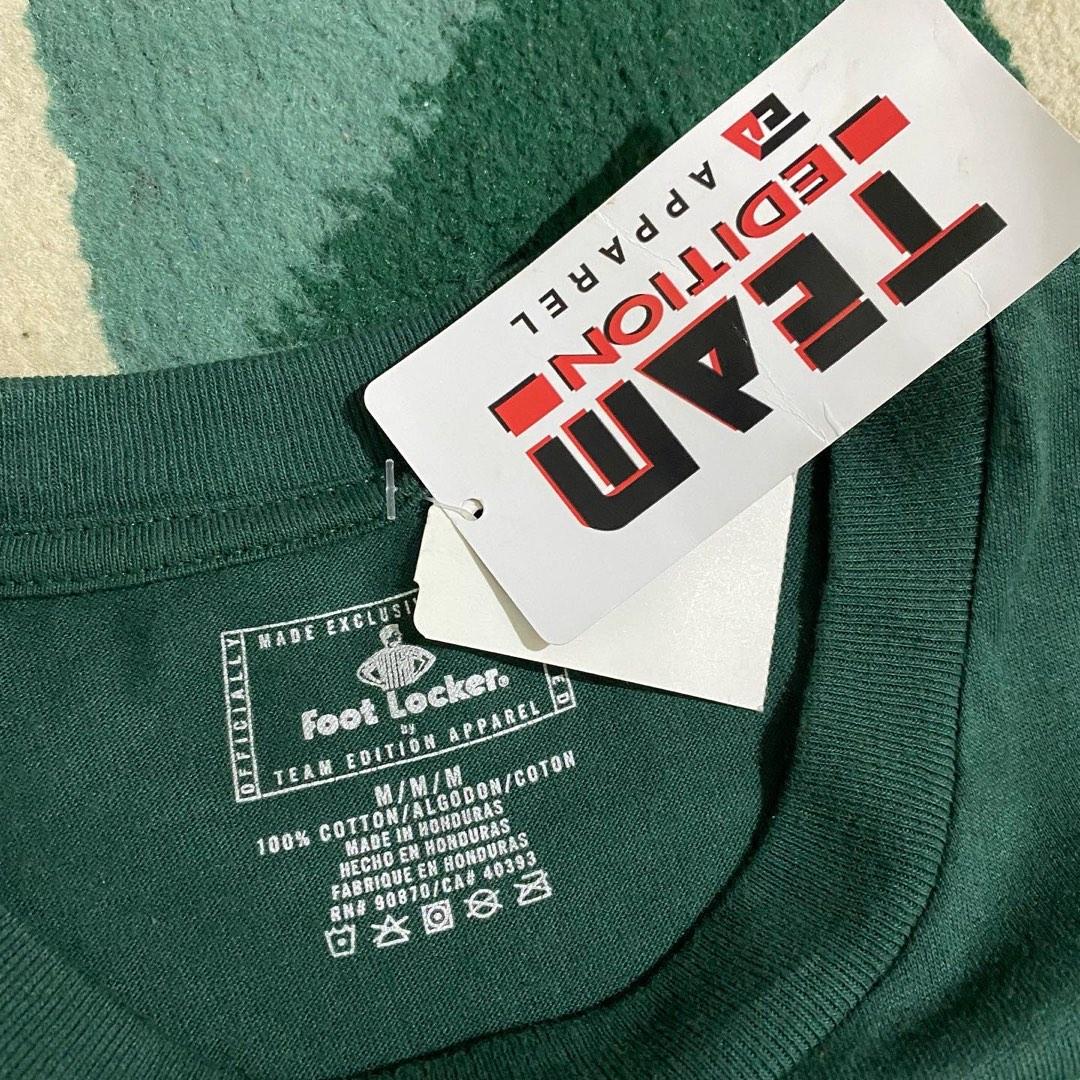 TEAM
EDITION
APPAREL
OFFICIALLY
MADE
Foot Locker®
by
TEAM EDITION APPAREL
M/M/M
100% COTTON/ALGODON/COTON
MADE IN HONDURAS
HECHO EN HONDURAS
FABRIQUE EN HONDURAS
RN# 90870/CA# 40393